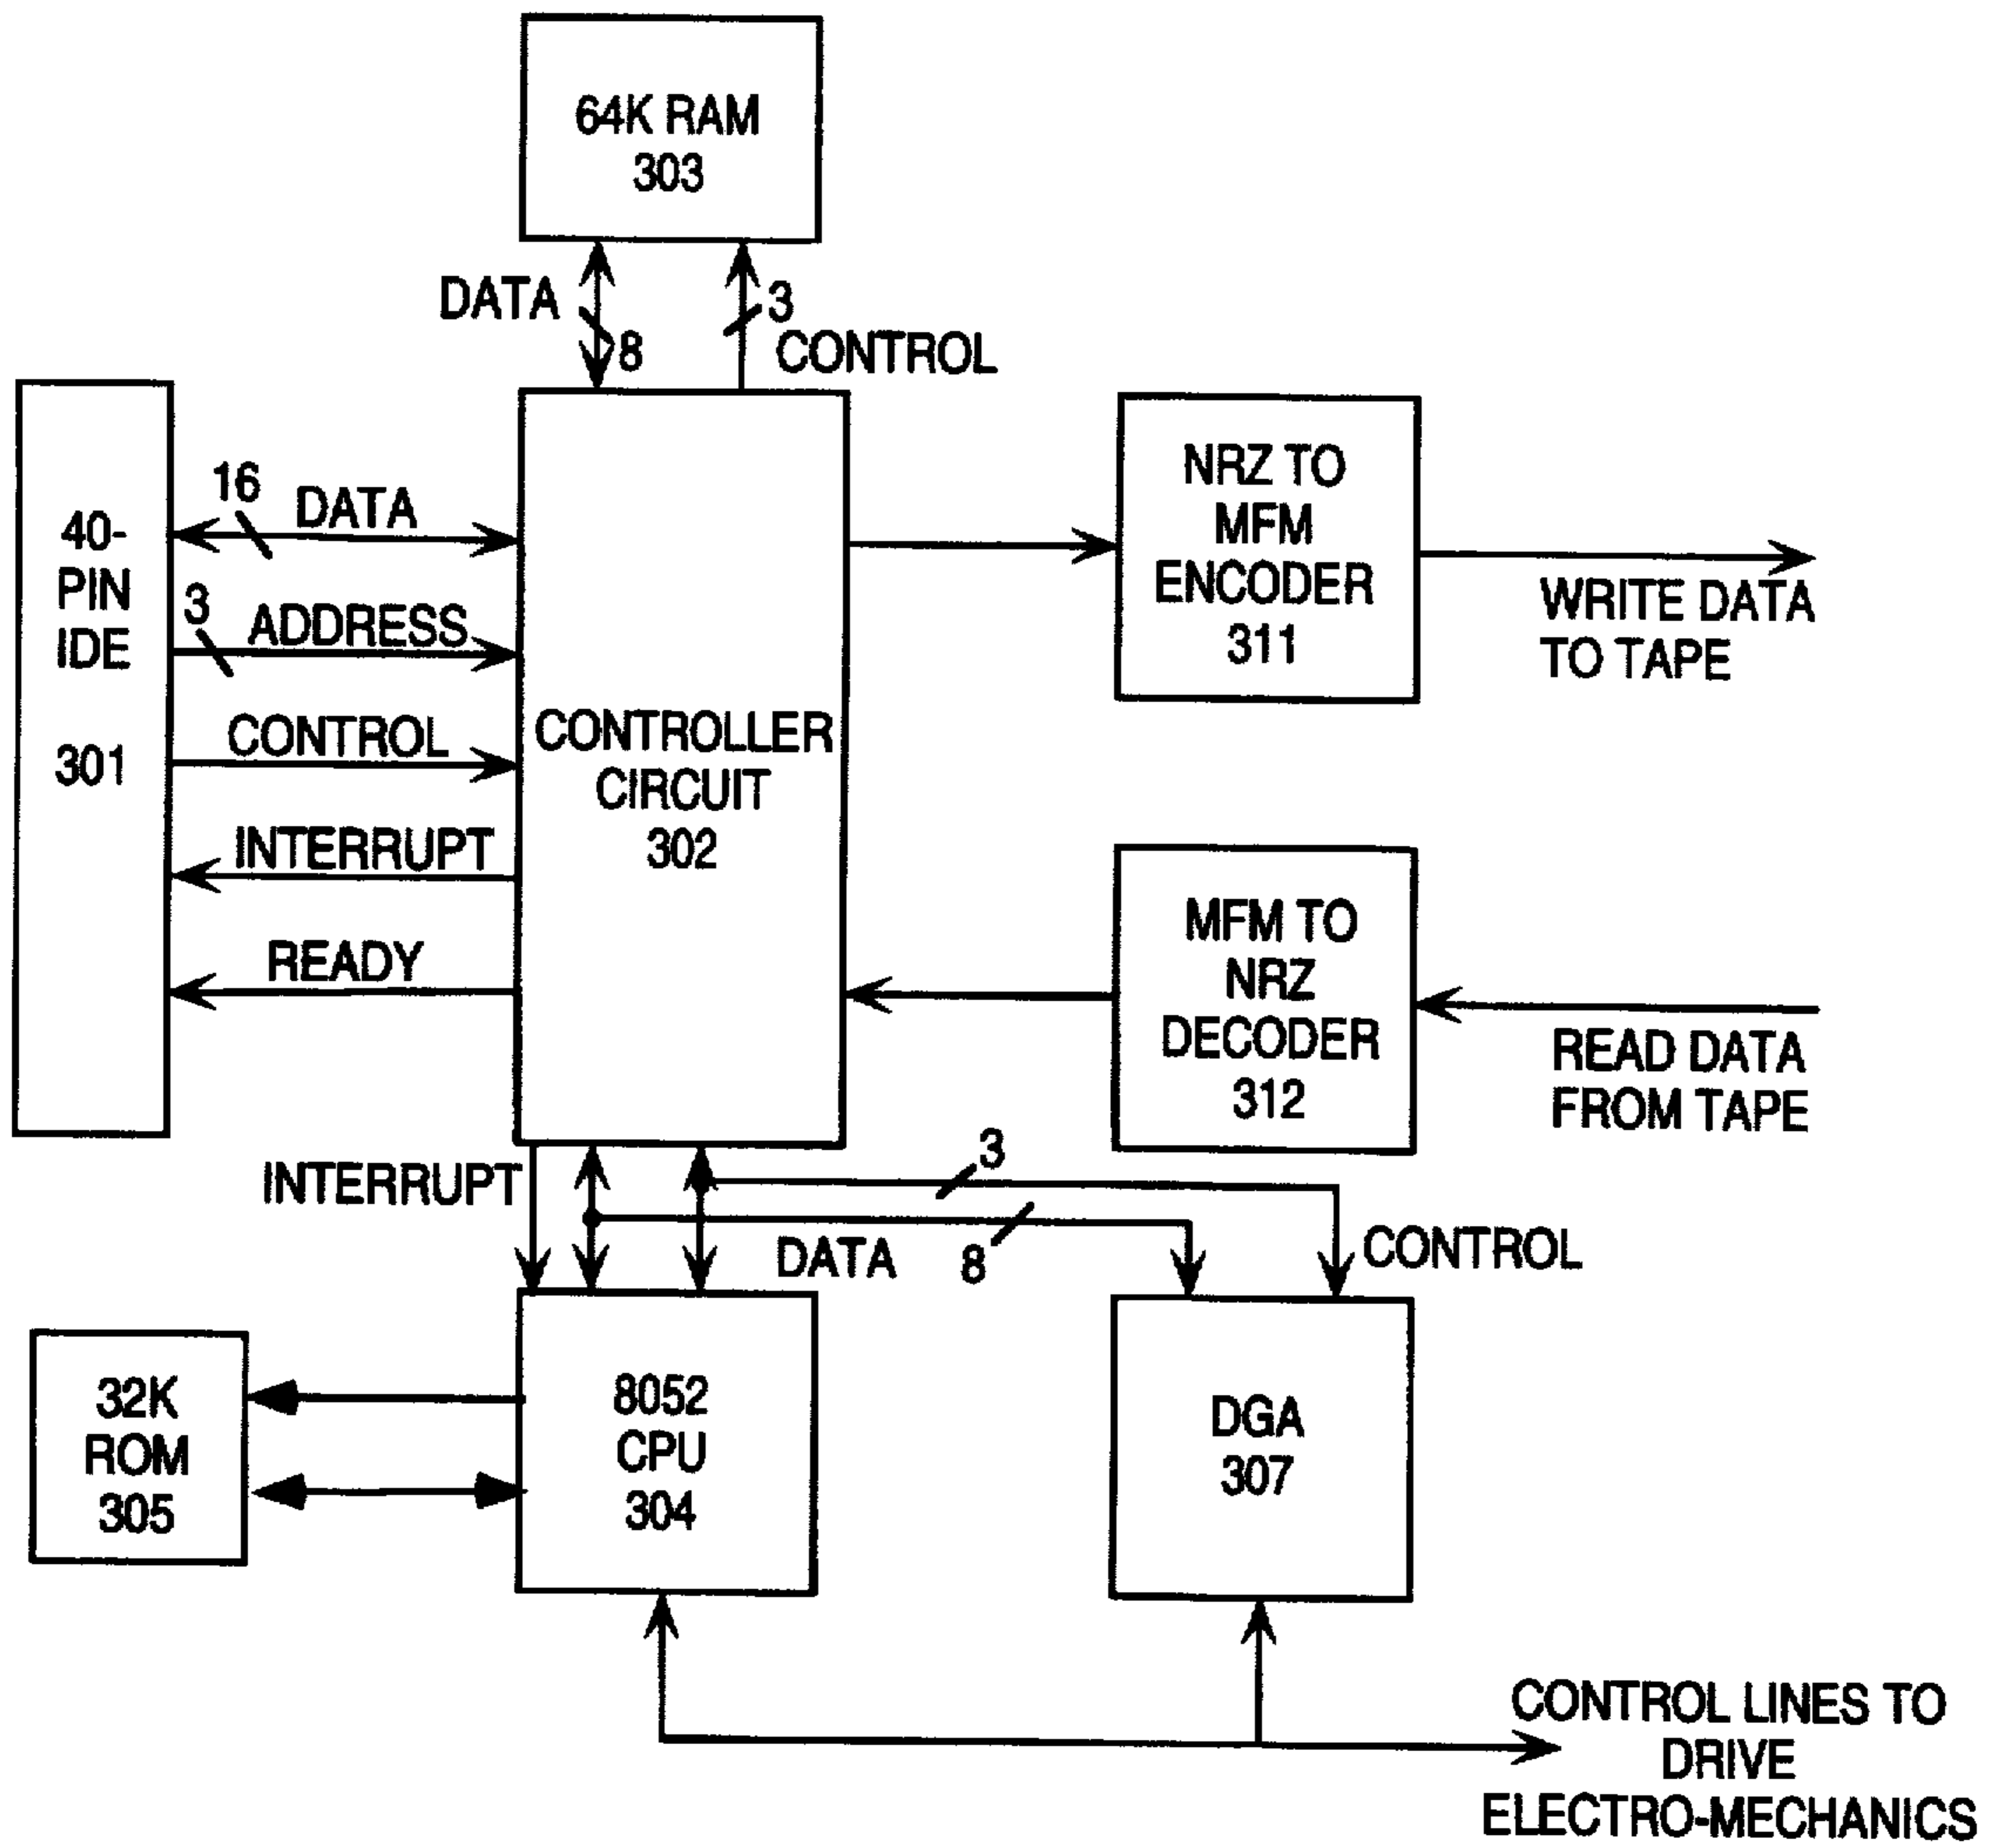 64K RAM
303
DATA
8
3
CONTROL
40-
PIN
IDE
301
16
DATA
3
ADDRESS
CONTROL
INTERRUPT
READY
CONTROLLER
CIRCUIT
302
NRZ TO
MFM
ENCODER
311
WRITE DATA
TO TAPE
MFM TO
NRZ
DECODER
312
READ DATA
FROM TAPE
INTERRUPT
3
DATA
8
CONTROL
32K
ROM
305
8052
CPU
304
DGA
307
CONTROL LINES TO
DRIVE
ELECTRO-MECHANICS